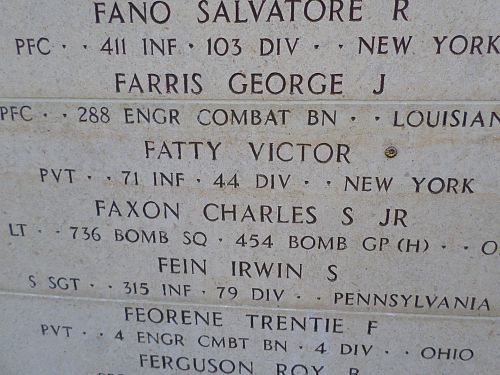 FANO SALVATORE R
PFC · · 411 INF · 103 DIV · · NEW YORK
FARRIS GEORGE J
PFC · · 288 ENGR COMBAT BN · · LOUISIAN
FATTY VICTOR
PVT · · 71 INF · 44 DIV · · NEW YORK
FAXON CHARLES S JR
LT · · 736 BOMB SQ · 454 BOMB GP (H) · · O
FEIN IRWIN S
S SGT · · 315 INF · 79 DIV · · PENNSYLVANIA
FEORENE TRENTIE F
PVT · · 4 ENGR CMBT BN · 4 DIV · · OHIO
FERGUSON ROY